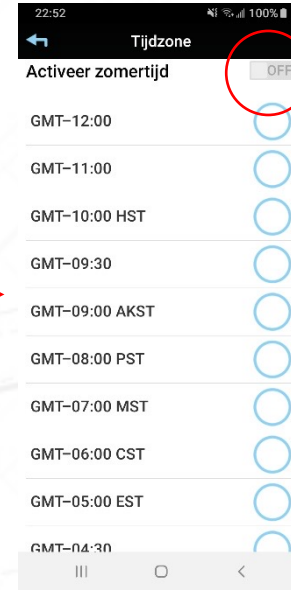 22:52 100%
Tijdzone
Activeer zomertijd OFF
GMT-12:00
GMT-11:00
GMT-10:00 HST
GMT-09:30
GMT-09:00 AKST
GMT-08:00 PST
GMT-07:00 MST
GMT-06:00 CST
GMT-05:00 EST
GMT-04:30